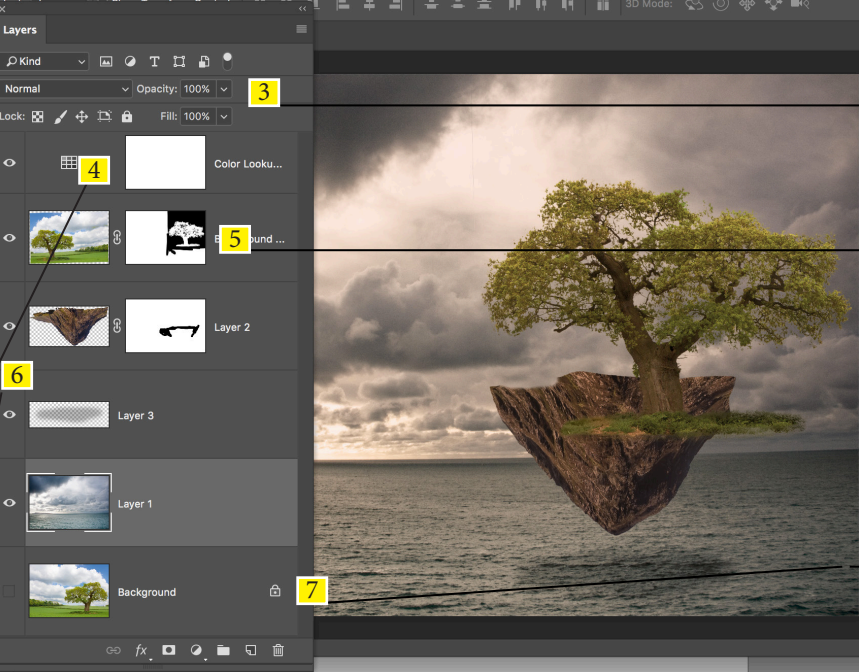 3D Mode:
Layers
Kind
Normal
Opacity: 100%
3
Lock:
Fill: 100%
4
Color Looku...
5
6
Layer 2
Layer 3
Layer 1
Background
7
fx